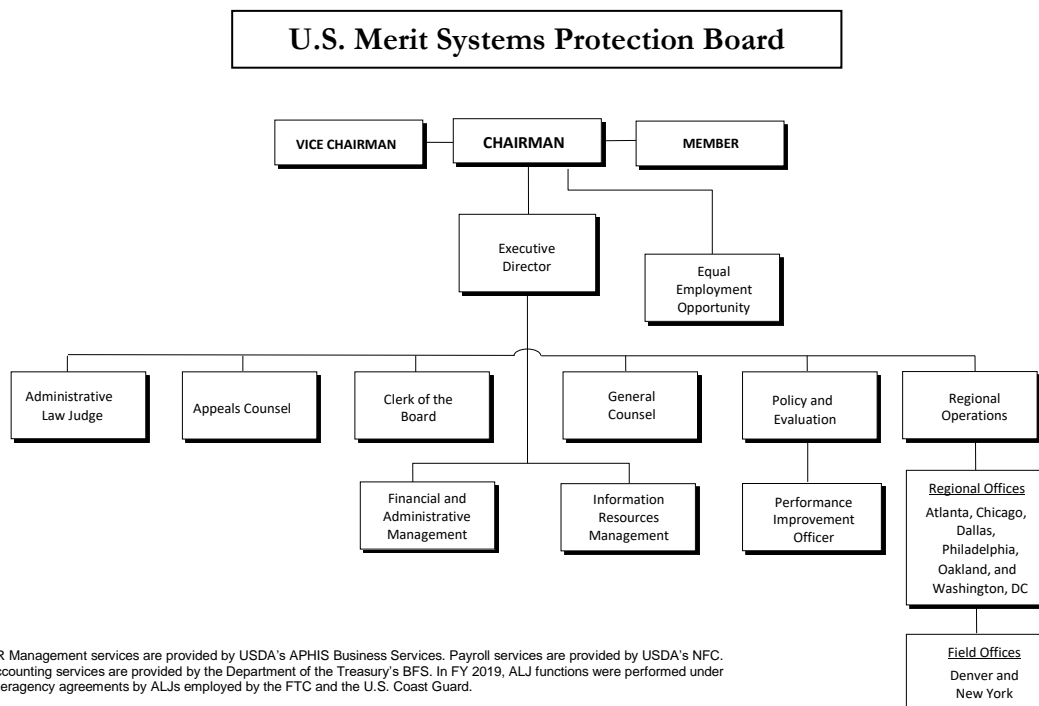 U.S. Merit Systems Protection Board
VICE CHAIRMAN
CHAIRMAN
MEMBER
Executive
Director
Equal
Employment
Opportunity
Administrative
Law Judge
Appeals Counsel
Clerk of the
Board
General
Counsel
Policy and
Evaluation
Regional
Operations
Financial and
Administrative
Management
Information
Resources
Management
Performance
Improvement
Officer
Regional Offices
Atlanta, Chicago,
Dallas,
Philadelphia,
Oakland, and
Washington, DC
Field Offices
Denver and
New York
R Management services are provided by USDA's APHIS Business Services. Payroll services are provided by USDA's NFC.
ccounting services are provided by the Department of the Treasury's BFS. In FY 2019, ALJ functions were performed under
eragency agreements by ALJs employed by the FTC and the U.S. Coast Guard.